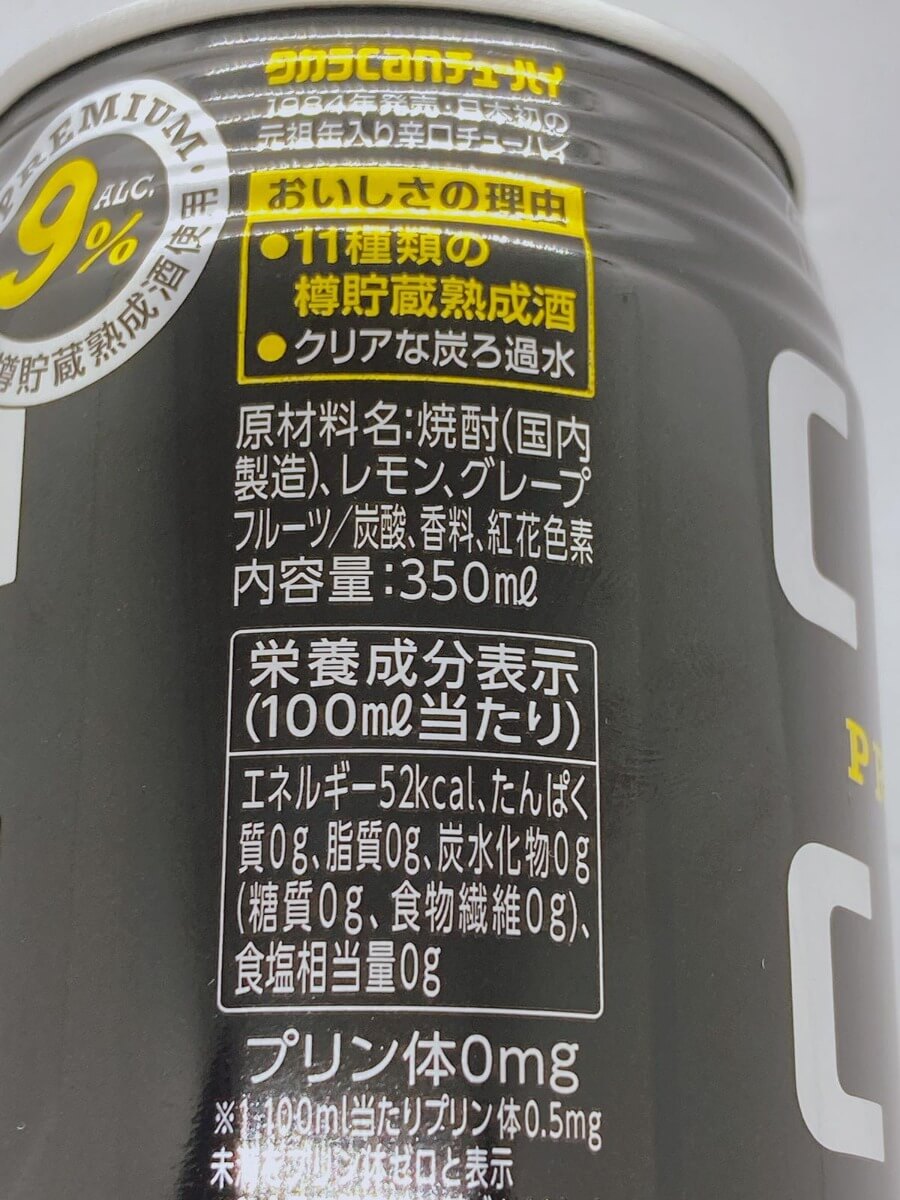 タカラcanチューハイ
1984年発売・日本初の
元祖缶入り辛口チューハイ
PREMIUM
ALC.
9%
樽貯蔵熟成酒使用
おいしさの理由
●11種類の
樽貯蔵熟成酒
●クリアな炭ろ過水
原材料名:焼酎(国内
製造)、レモン、グレープ
フルーツ/炭酸、香料、紅花色素
内容量:350mℓ
栄養成分表示
(100mℓ当たり)
エネルギー52kcal、たんぱく
質0g、脂質0g、炭水化物0g
(糖質0g、食物繊維0g)、
食塩相当量0g
プリン体0mg
※1 100ml当たりプリン体0.5mg
未満をプリン体ゼロと表示